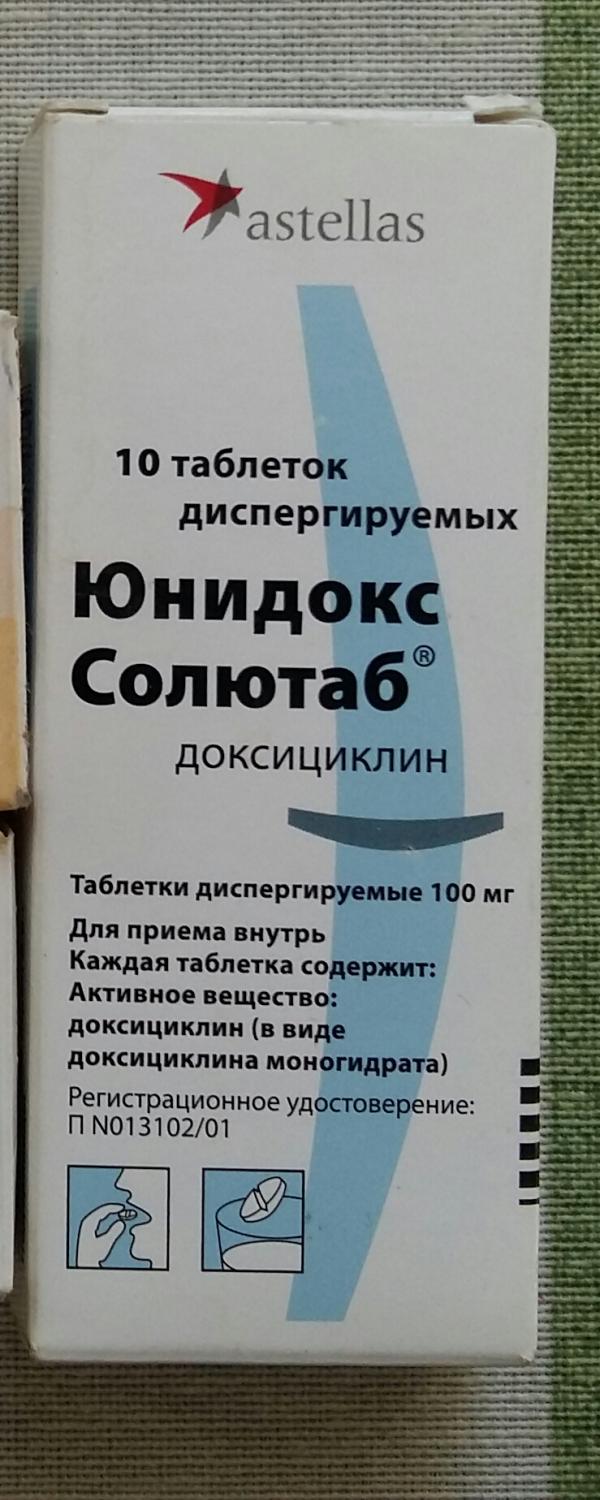 astellas
10 таблеток
диспергируемых
Юнидокс
Солютаб®
доксициклин
Таблетки диспергируемые 100 мг
Для приема внутрь
Каждая таблетка содержит:
Активное вещество:
доксициклин (в виде
доксициклина моногидрата)
Регистрационное удостоверение:
П N013102/01